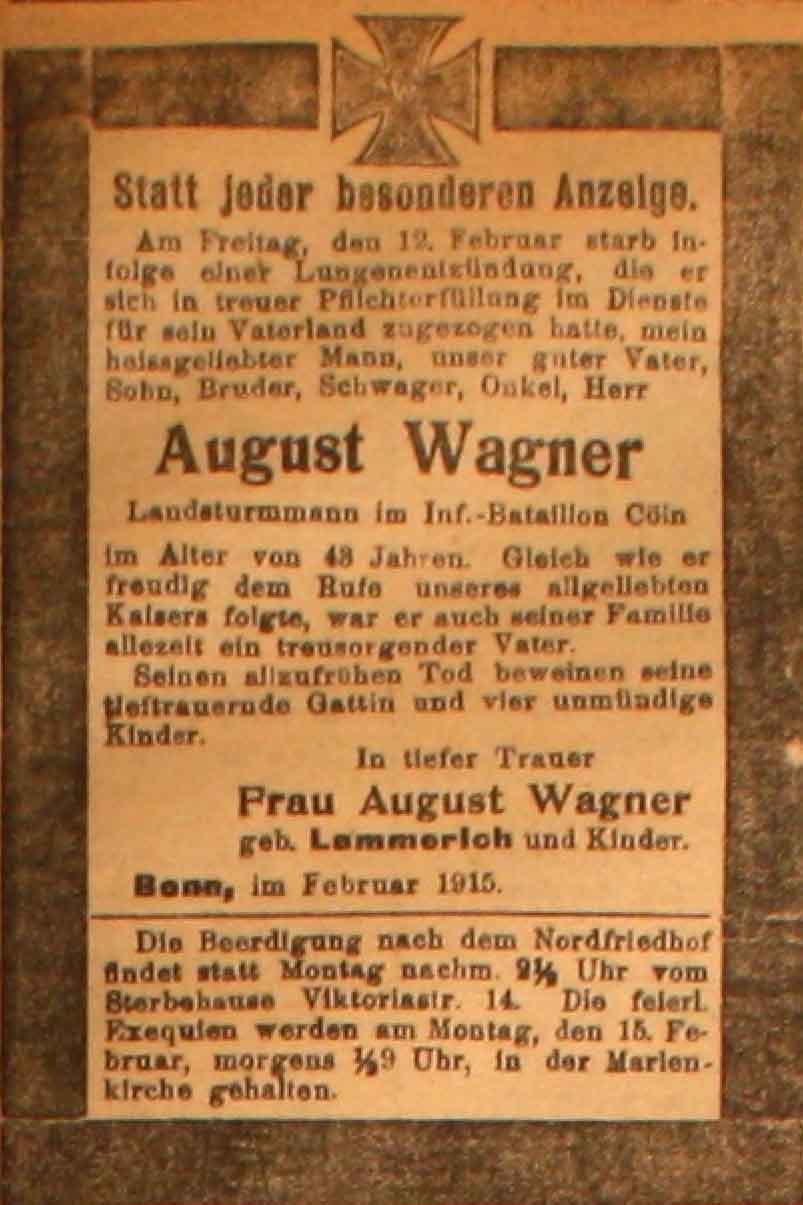 Statt jeder besonderen Anzeige.
Am Freitag, den 12. Februar starb in-
folge einer Lungenentzündung, die er
sich in treuer Pflichterfüllung im Dienste
für sein Vaterland zugezogen hatte, mein
heissgeliebter Mann, unser guter Vater,
Sohn, Bruder, Schwager, Onkel, Herr
August Wagner
Landsturmmann im Inf.-Bataillon Cöln
im Alter von 43 Jahren. Gleich wie er
freudig dem Rufe unseres allgeliebten
Kaisers folgte, war er auch seiner Familie
allezeit ein treusorgender Vater.
Seinen allzufrühen Tod beweinen seine
tieftrauernde Gattin und vier unmündige
Kinder.
In tiefer Trauer
Frau August Wagner
geb. Lammerich und Kinder.
Bonn, im Februar 1915.
Die Beerdigung nach dem Nordfriedhof
findet statt Montag nachm. 2½ Uhr vom
Sterbehause Viktoriastr. 14. Die feierl.
Exequien werden am Montag, den 15. Fe-
bruar, morgens ½9 Uhr, in der Marien-
kirche gehalten.